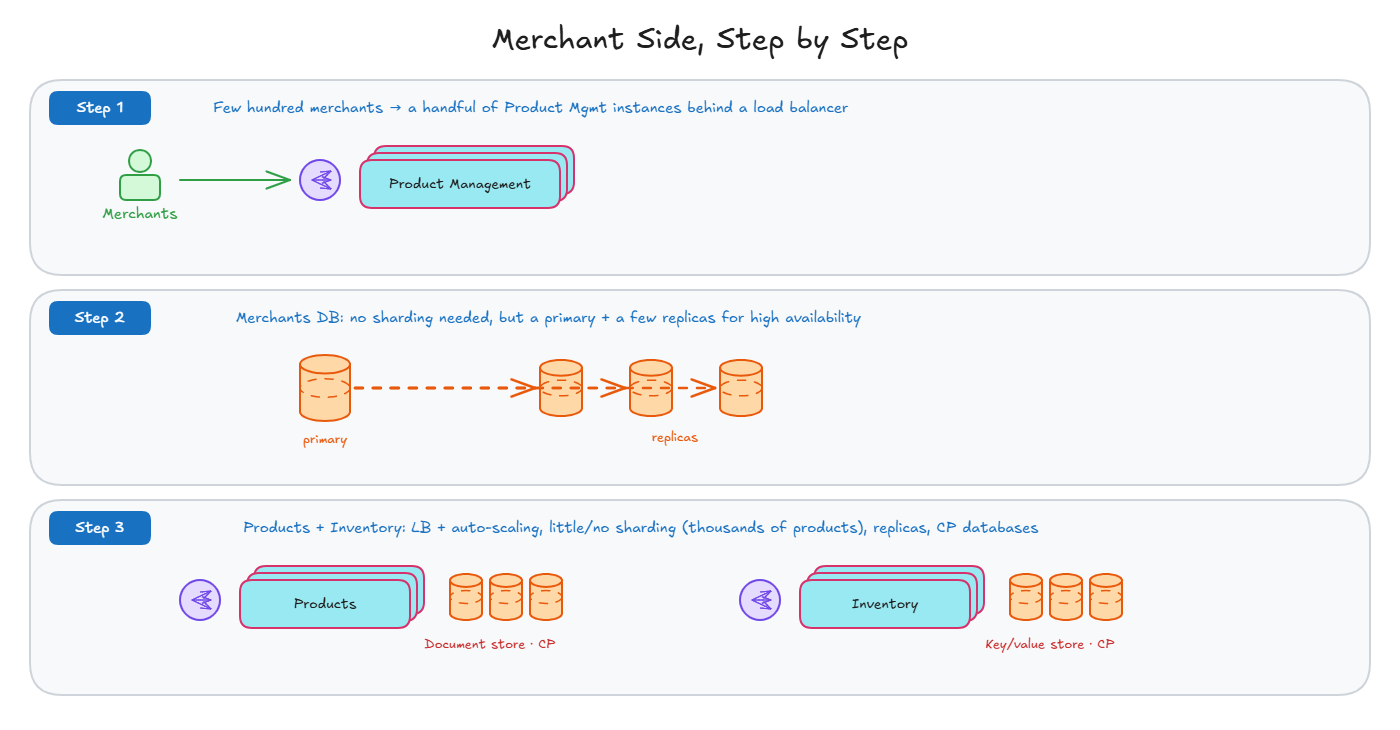 Merchant Side, Step by Step
Step 1
Few hundred merchants → a handful of Product Mgmt instances behind a load balancer
Merchants
Product Management
Step 2
Merchants DB: no sharding needed, but a primary + a few replicas for high availability
primary
replicas
Step 3
Products + Inventory: LB + auto-scaling, little/no sharding (thousands of products), replicas, CP databases
Products
Document store · CP
Inventory
Key/value store · CP